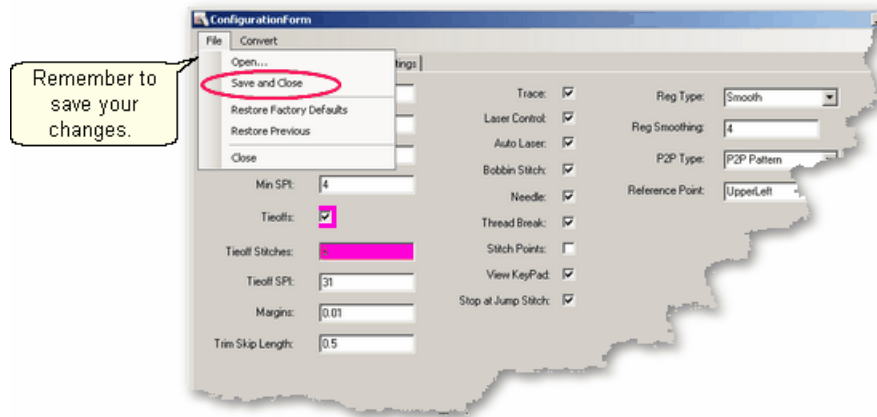 ConfigurationForm
File Convert
Remember to
save your
changes.
Open...
Save and Close
Restore Factory Defaults
Restore Previous
Close
tings
Min SPI: 4
Tieoffs:
Tieoff Stitches:
Tieoff SPI: 31
Margins: 0.01
Trim Skip Length: 0.5
Trace:
Laser Control:
Auto Laser:
Bobbin Stitch:
Needle:
Thread Break:
Stitch Points:
View KeyPad:
Stop at Jump Stitch:
Reg Type: Smooth
Reg Smoothing: 4
P2P Type: P2P Pattern
Reference Point: UpperLeft